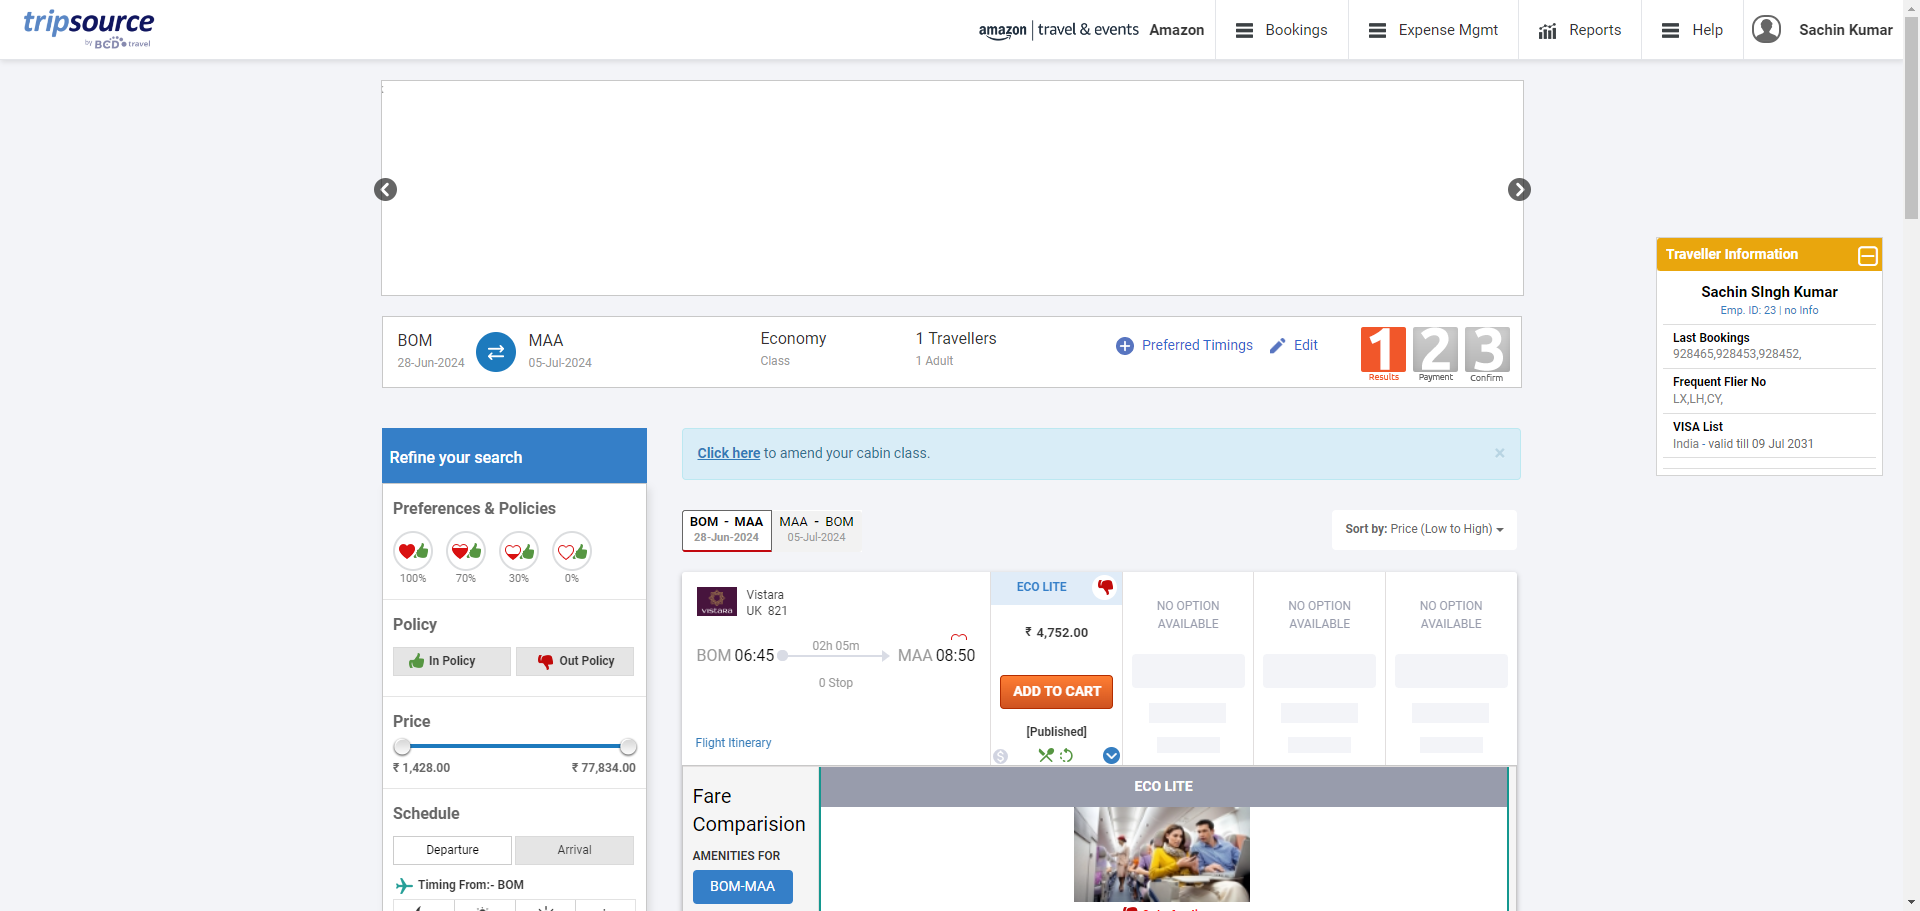 tripsource
by BCD travel
amazon | travel & events Amazon
Bookings
Expense Mgmt
Reports
Help
Sachin Kumar
BOM
28-Jun-2024
MAA
05-Jul-2024
Economy
Class
1 Travellers
1 Adult
Preferred Timings
Edit
1
Results
2
Payment
3
Confirm
Traveller Information
Sachin SIngh Kumar
Emp. ID: 23 | no Info
Last Bookings
928465,928453,928452,
Frequent Flier No
LX,LH,CY,
VISA List
India - valid till 09 Jul 2031
Refine your search
Preferences & Policies
100%
70%
30%
0%
Policy
In Policy
Out Policy
Price
₹ 1,428.00
₹ 77,834.00
Schedule
Departure
Arrival
Timing From:- BOM
Click here to amend your cabin class.
×
BOM - MAA
28-Jun-2024
MAA - BOM
05-Jul-2024
Sort by: Price (Low to High)
vistara
Vistara
UK 821
BOM 06:45
02h 05m
0 Stop
MAA 08:50
Flight Itinerary
ECO LITE
₹ 4,752.00
ADD TO CART
[Published]
NO OPTION
AVAILABLE
NO OPTION
AVAILABLE
NO OPTION
AVAILABLE
Fare
Comparision
AMENITIES FOR
BOM-MAA
ECO LITE